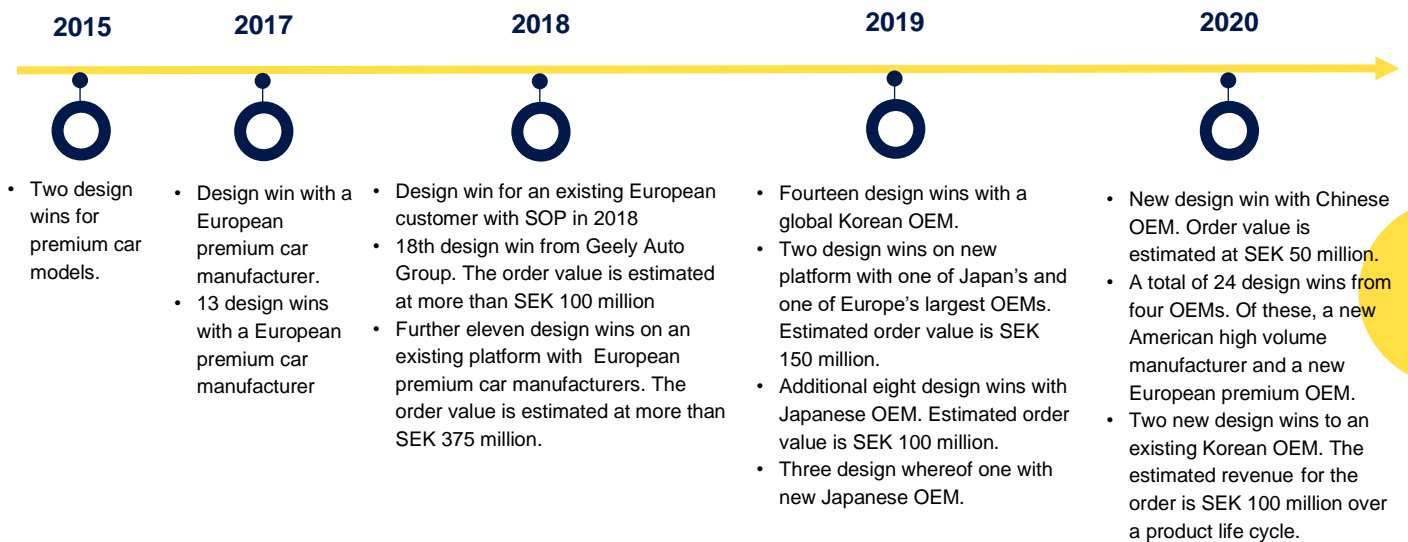 2015
2017
2018
2019
2020
• Two design
wins for
premium car
models.
• Design win with a
European
premium car
manufacturer.
• 13 design wins
with a European
premium car
manufacturer
• Design win for an existing European
customer with SOP in 2018
• 18th design win from Geely Auto
Group. The order value is estimated
at more than SEK 100 million
• Further eleven design wins on an
existing platform with European
premium car manufacturers. The
order value is estimated at more than
SEK 375 million.
• Fourteen design wins with a
global Korean OEM.
• Two design wins on new
platform with one of Japan's and
one of Europe's largest OEMs.
Estimated order value is SEK
150 million.
• Additional eight design wins with
Japanese OEM. Estimated order
value is SEK 100 million.
• Three design whereof one with
new Japanese OEM.
• New design win with Chinese
OEM. Order value is
estimated at SEK 50 million.
• A total of 24 design wins from
four OEMs. Of these, a new
American high volume
manufacturer and a new
European premium OEM.
• Two new design wins to an
existing Korean OEM. The
estimated revenue for the
order is SEK 100 million over
a product life cycle.